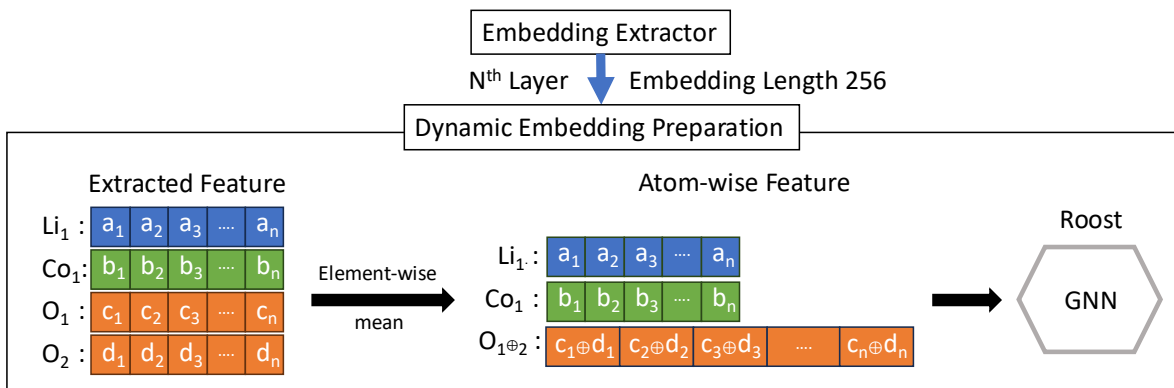 Embedding Extractor
Nᵗʰ Layer Embedding Length 256
Dynamic Embedding Preparation
Extracted Feature
Li₁ : a₁ a₂ a₃ .... aₙ
Co₁: b₁ b₂ b₃ .... bₙ
O₁ : c₁ c₂ c₃ .... cₙ
O₂ : d₁ d₂ d₃ .... dₙ
Element-wise
mean
Atom-wise Feature
Li₁. : a₁ a₂ a₃ .... aₙ
Co₁ : b₁ b₂ b₃ .... bₙ
O₁⊕₂ : c₁⊕d₁ c₂⊕d₂ c₃⊕d₃ .... cₙ⊕dₙ
Roost
GNN